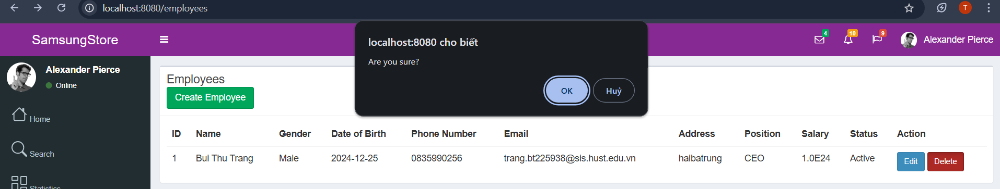 localhost:8080/employees
T
SamsungStore
4
10
9
Alexander Pierce
localhost:8080 cho biết
Are you sure?
OK
Huỷ
Alexander Pierce
Online
Home
Search
Statistics
Employees
Create Employee
ID Name Gender Date of Birth Phone Number Email Address Position Salary Status Action
1 Bui Thu Trang Male 2024-12-25 0835990256 trang.bt225938@sis.hust.edu.vn haibatrung CEO 1.0E24 Active Edit Delete